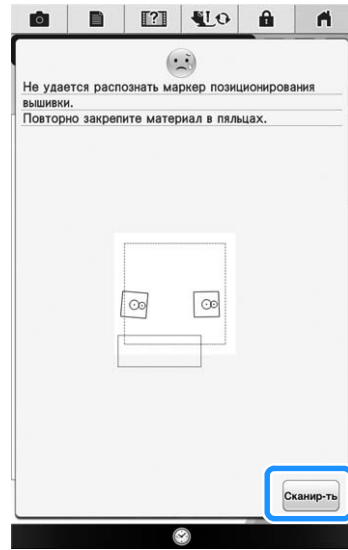 [?]
Не удается распознать маркер позиционирования
вышивки.
Повторно закрепите материал в пяльцах.
Сканир-ть